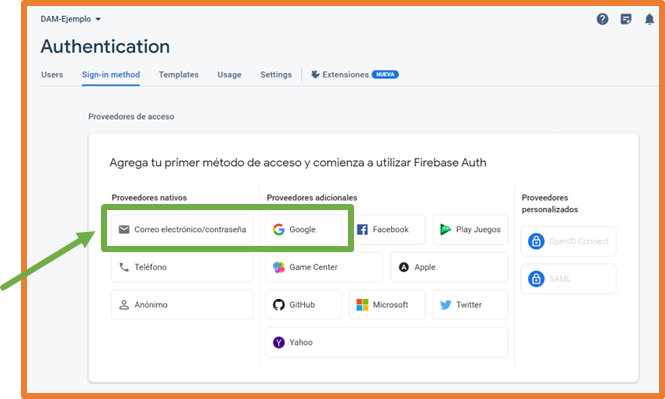 DAM-Ejemplo
Authentication
Users Sign-in method Templates Usage Settings Extensiones NUEVA
Proveedores de acceso
Agrega tu primer método de acceso y comienza a utilizar Firebase Auth
Proveedores nativos
Correo electrónico/contraseña
Teléfono
Anónimo
Proveedores adicionales
Google Facebook Play Juegos
Game Center Apple
GitHub Microsoft Twitter
Yahoo
Proveedores
personalizados
OpenID Connect
SAML